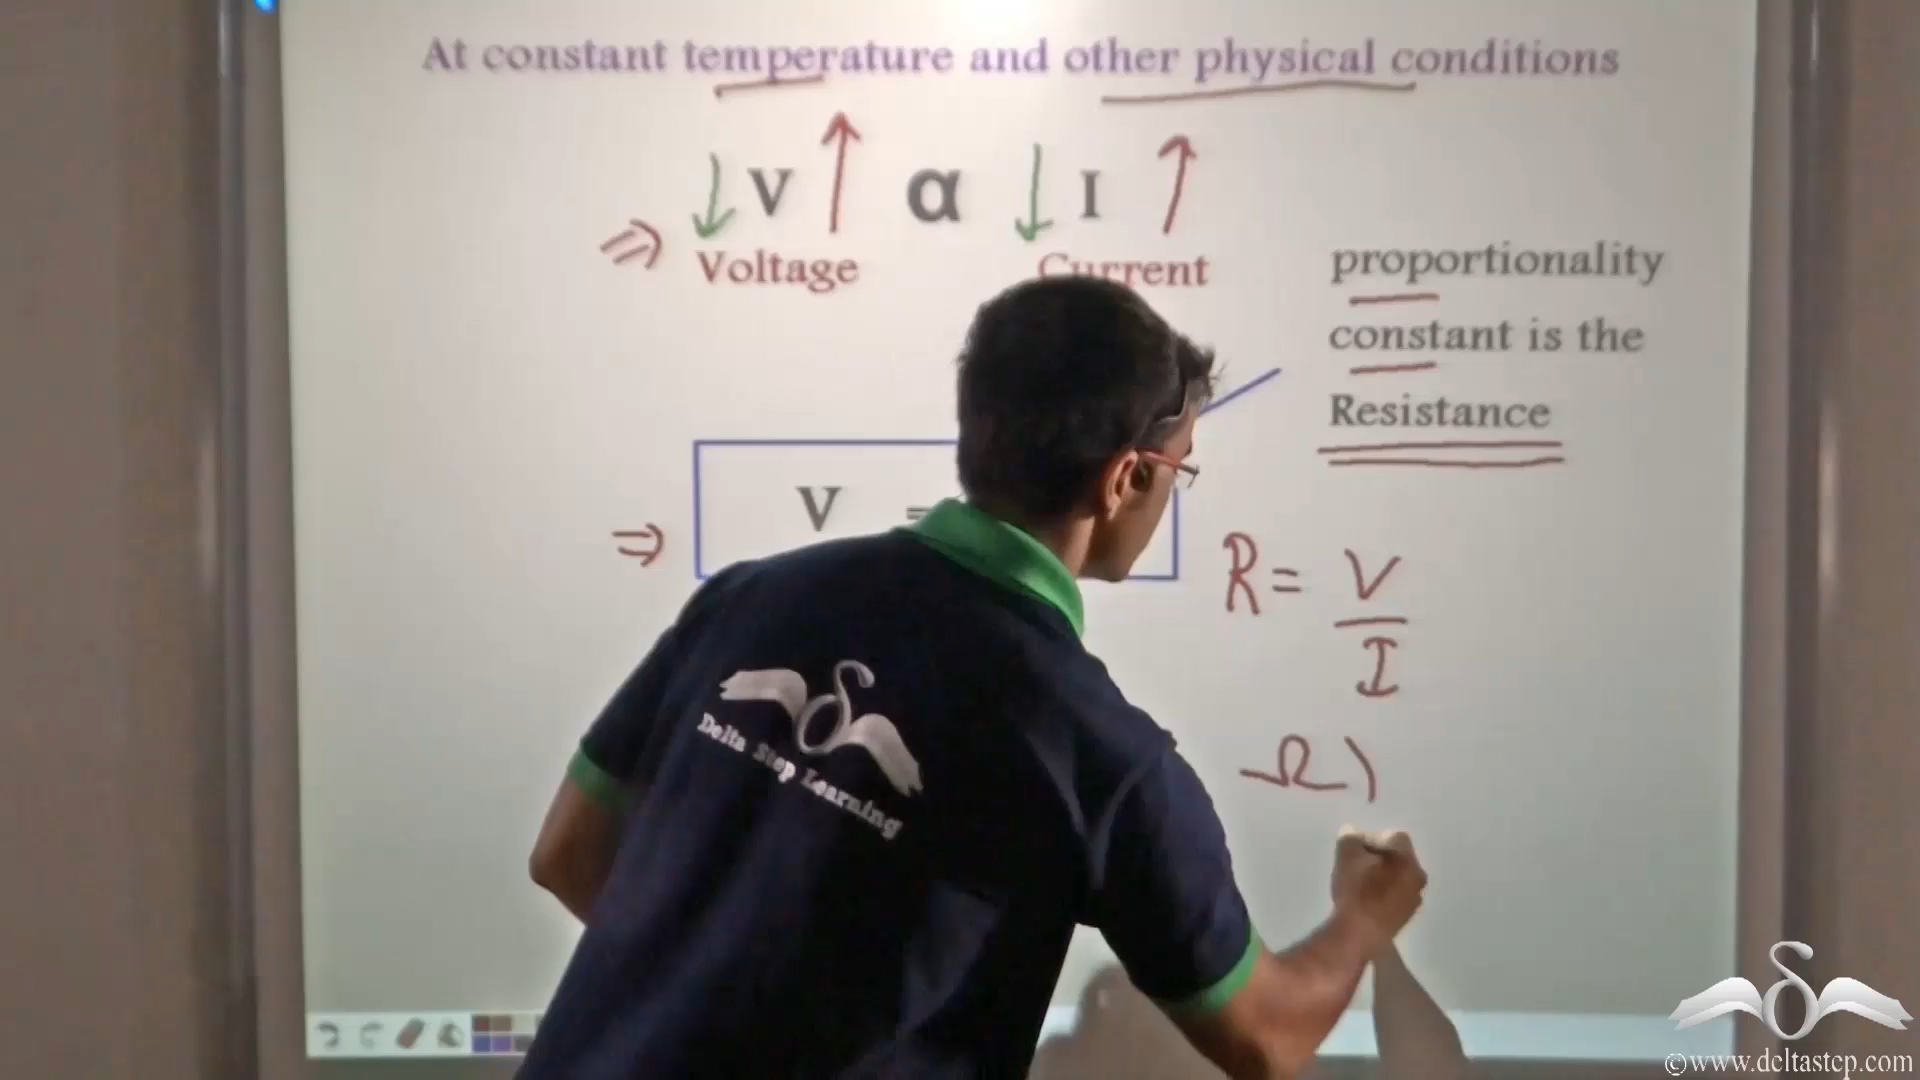 At constant temperature and other physical conditions
V α I
Voltage Current
proportionality
constant is the
Resistance
V =
R = V
I
Ω )
Delta Step Learning
©www.deltastep.com